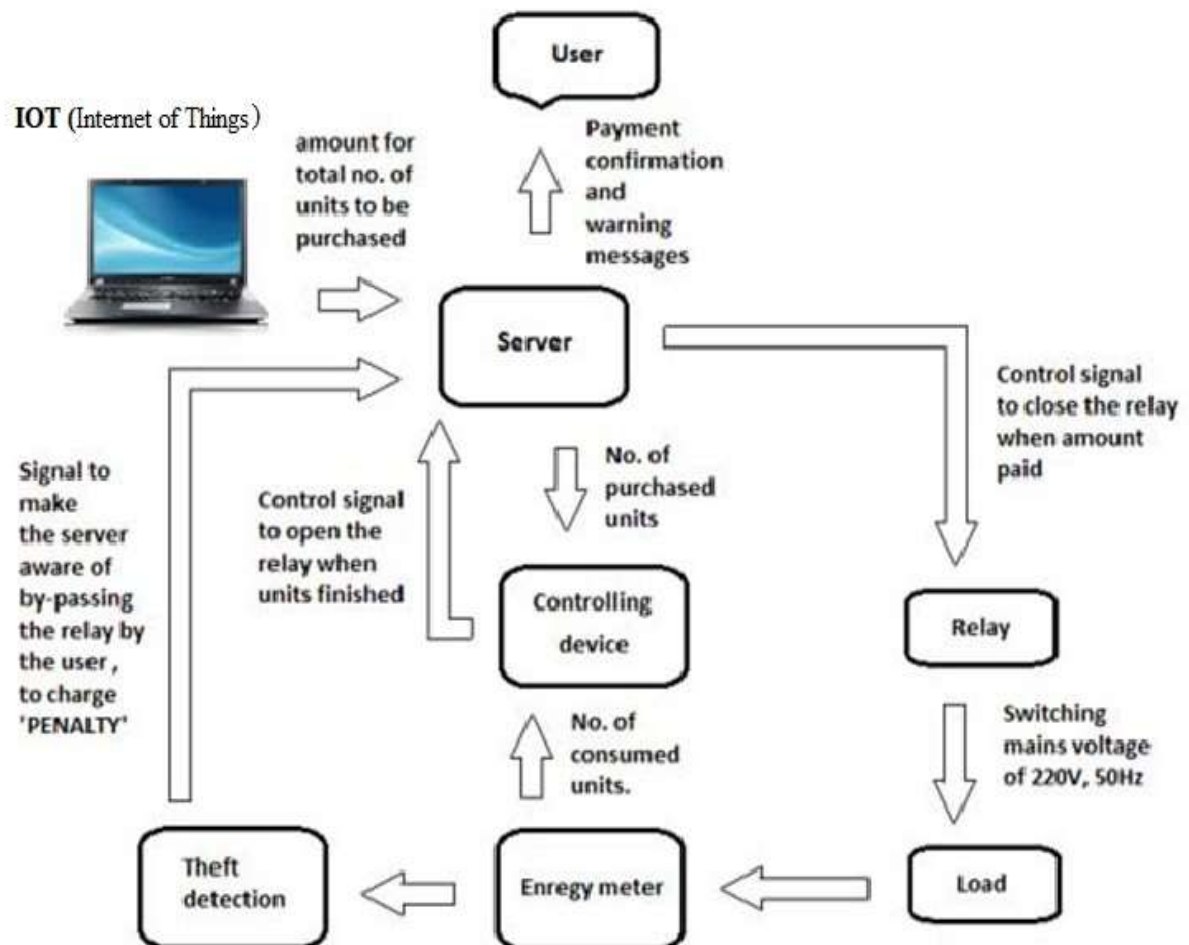 User
IOT (Internet of Things)
amount for
total no. of
units to be
purchased
Payment
confirmation
and
warning
messages
Server
Control signal
to close the relay
when amount
paid
Signal to
make
the server
aware of
by-passing
the relay by
the user ,
to charge
'PENALTY'
Control signal
to open the
relay when
units finished
No. of
purchased
units
Controlling
device
Relay
No. of
consumed
units.
Switching
mains voltage
of 220V, 50Hz
Theft
detection
Enregy meter
Load